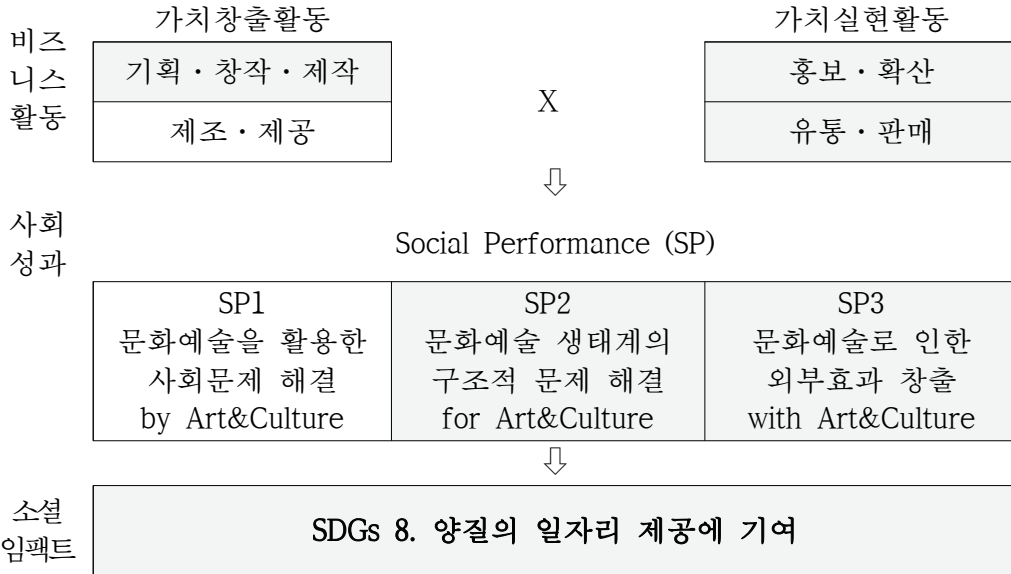 비즈
니스
활동
가치창출활동
기획・창작・제작
제조・제공
X
가치실현활동
홍보・확산
유통・판매
⇩
사회
성과
Social Performance (SP)
SP1
문화예술을 활용한
사회문제 해결
by Art&Culture
SP2
문화예술 생태계의
구조적 문제 해결
for Art&Culture
SP3
문화예술로 인한
외부효과 창출
with Art&Culture
⇩
소셜
임팩트
SDGs 8. 양질의 일자리 제공에 기여